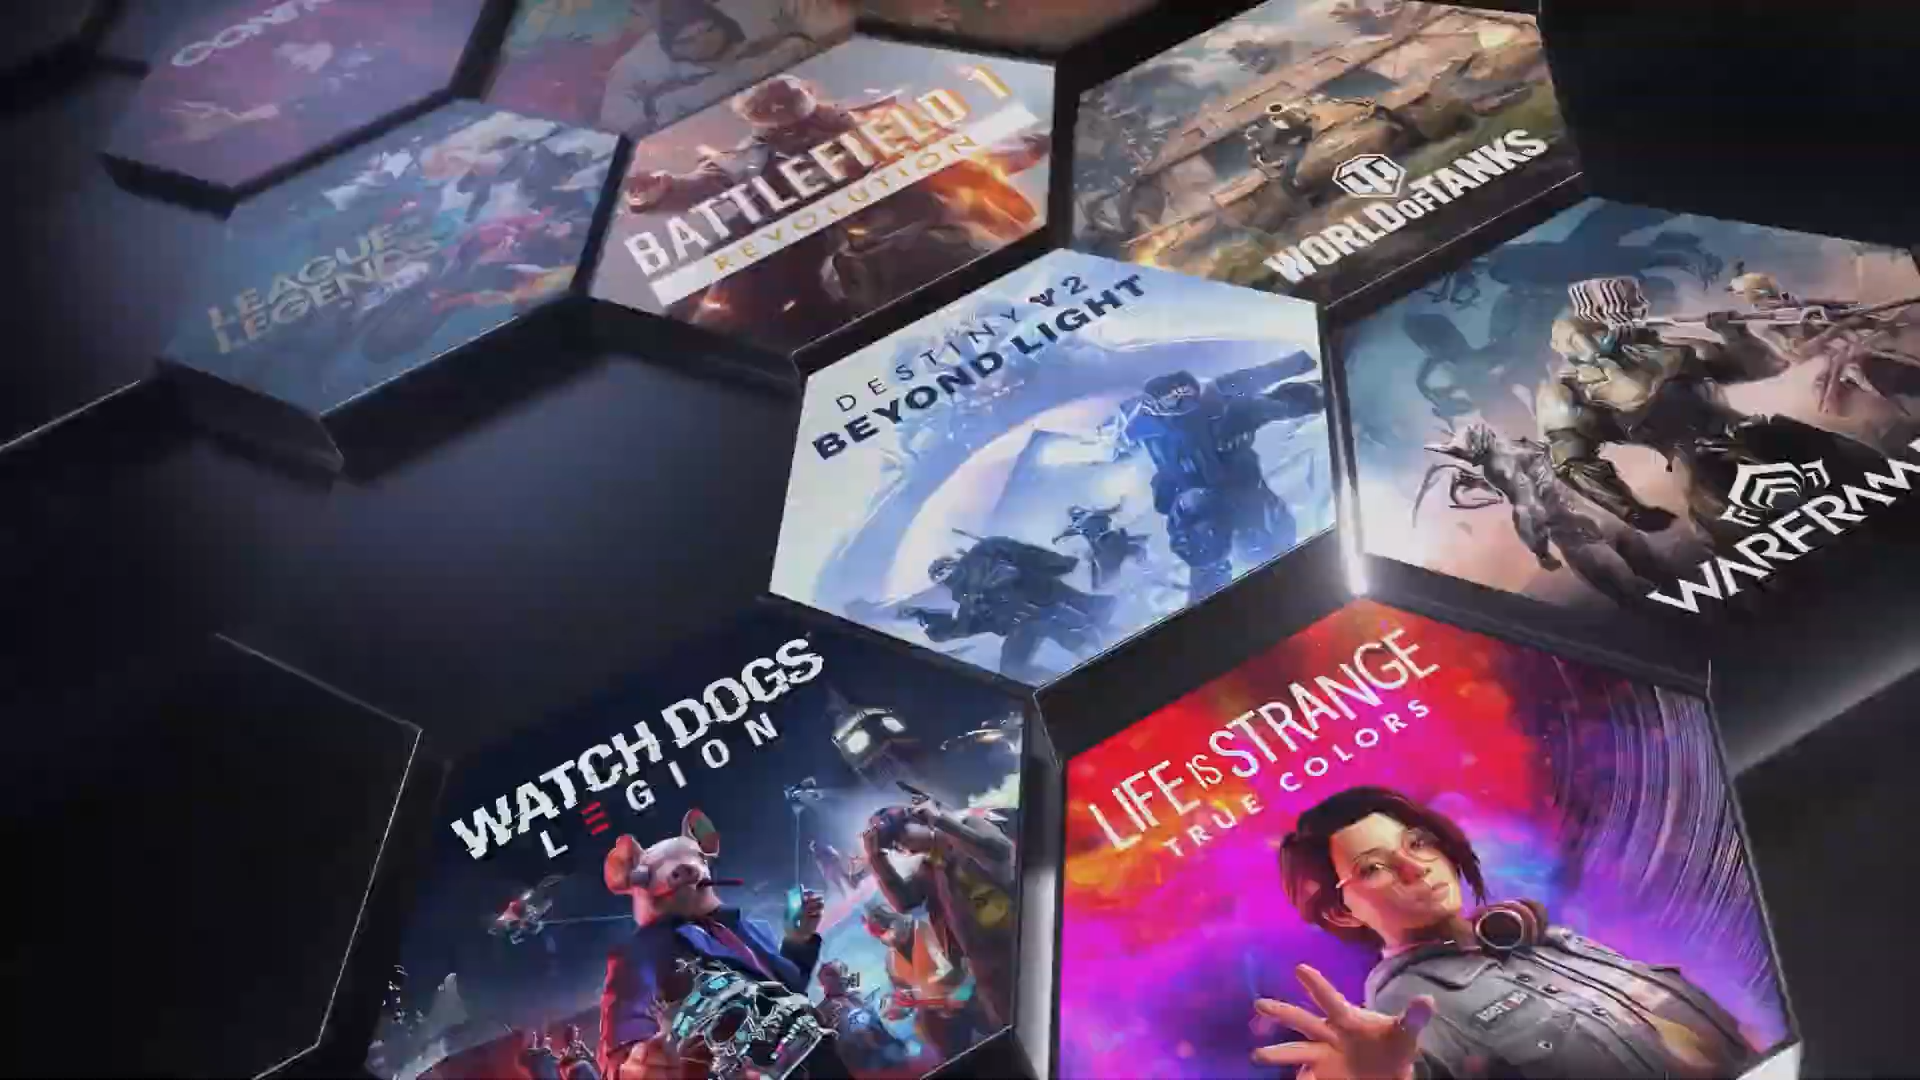 LEAGUE OF
LEGENDS
BATTLEFIELD 1
REVOLUTION
WORLD OF TANKS
DESTINY 2
BEYOND LIGHT
WARFRAM
WATCH DOGS
LEGION
LIFE IS STRANGE
TRUE COLORS